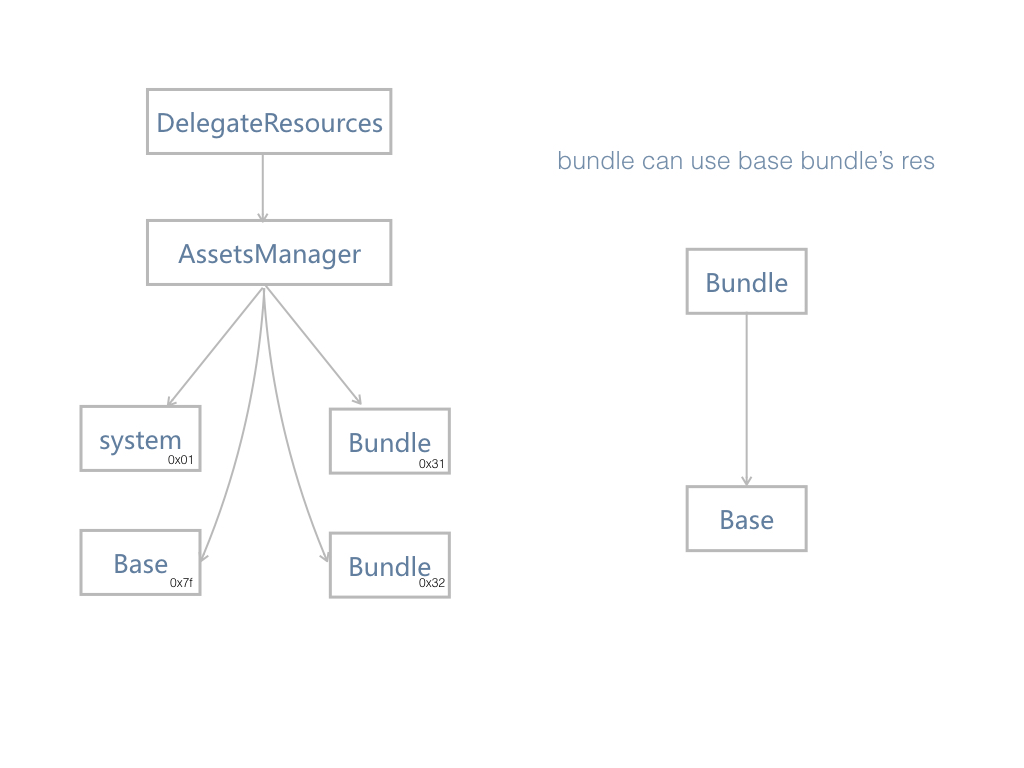 DelegateResources
AssetsManager
system
0x01
Bundle
0x31
Base
0x7f
Bundle
0x32
bundle can use base bundle’s res
Bundle
Base